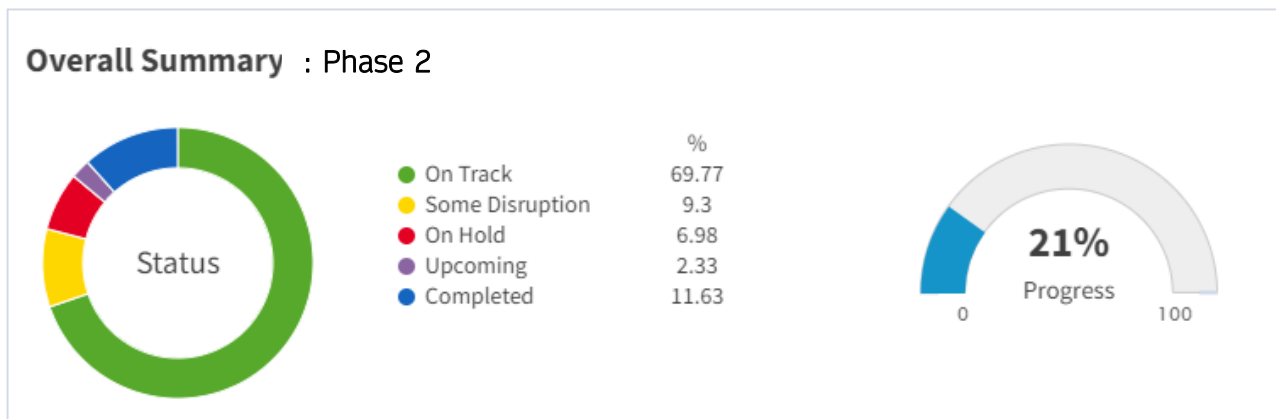 Overall Summary : Phase 2
Status
%
On Track 69.77
Some Disruption 9.3
On Hold 6.98
Upcoming 2.33
Completed 11.63
21%
Progress
0 100